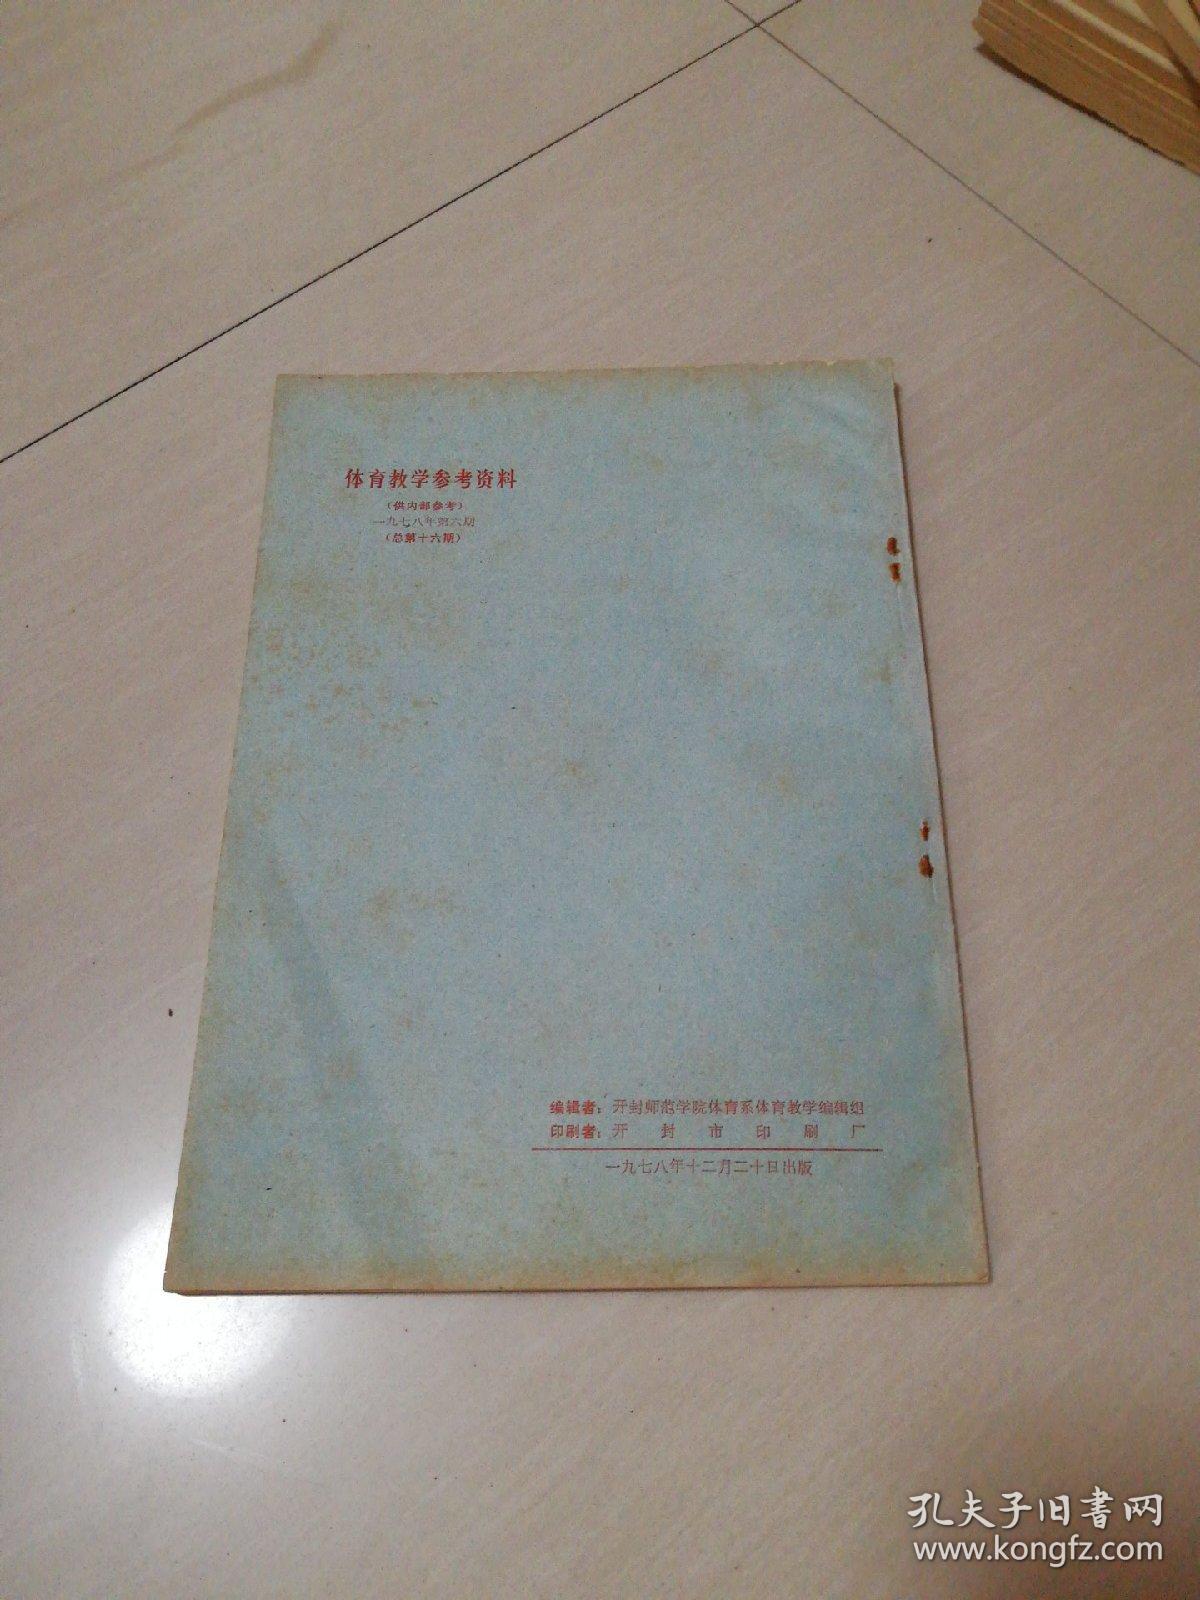 体育教学参考资料
（供内部参考）
一九七八年第六期
（总第十六期）
编辑者：开封师范学院体育系体育教学编辑组
印刷者：开封市印刷厂
一九七八年十二月二十日出版
孔夫子旧书网
www.kongfz.com